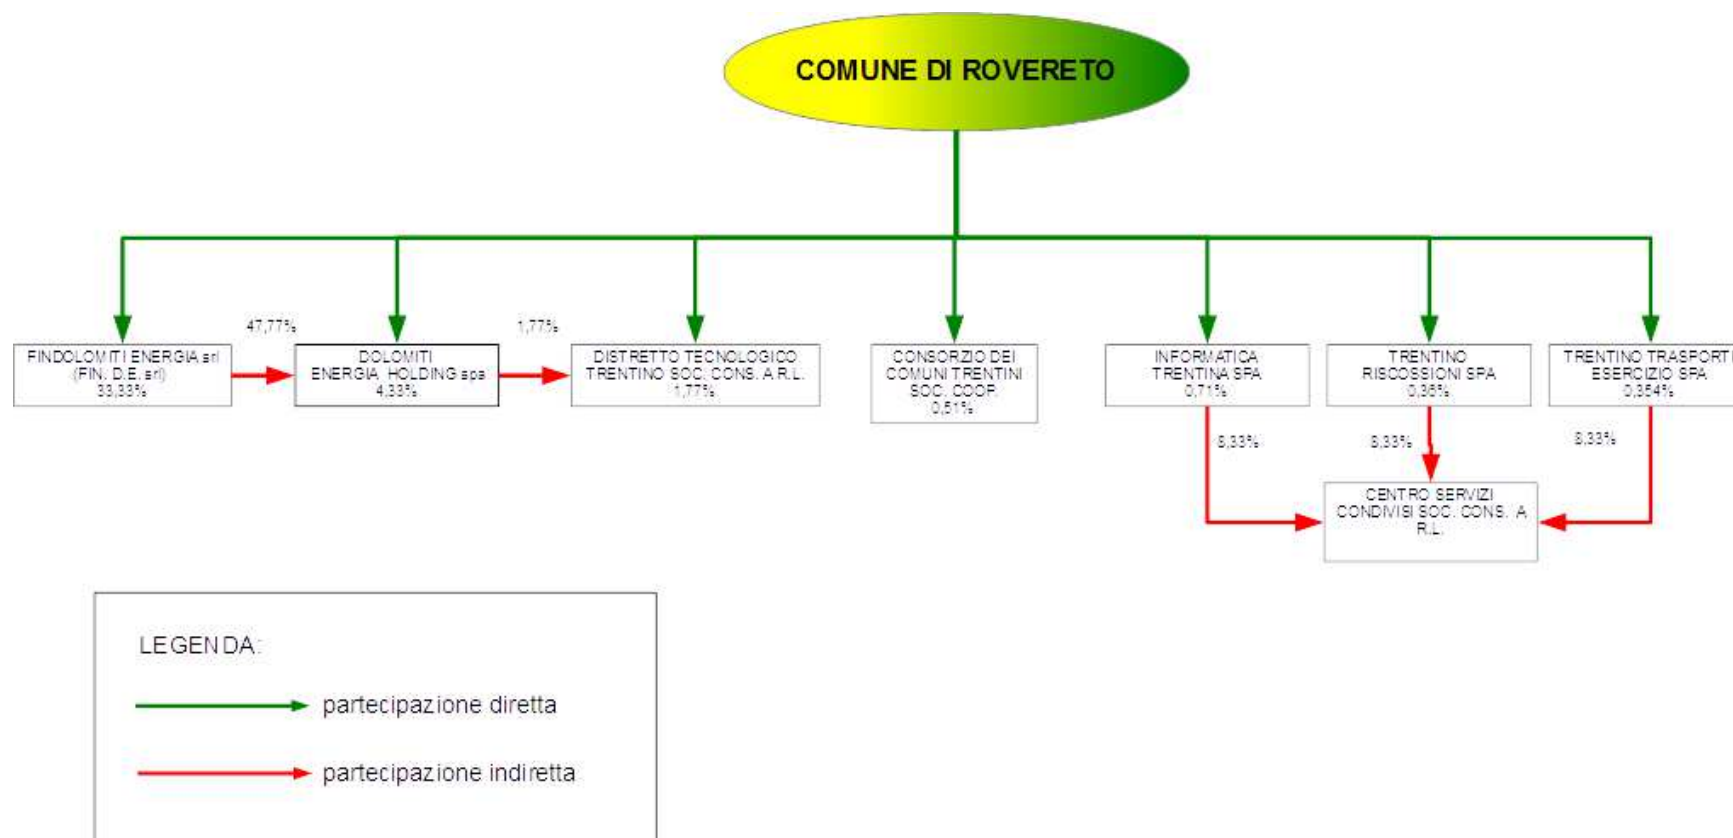 COMUNE DI ROVERETO
47,77%
1,77%
FINDOLOMITI ENERGIA srl
(FIN. D.E. srl)
33,33%
DOLOMITI
ENERGIA HOLDING spa
4,33%
DISTRETTO TECNOLOGICO
TRENTINO SOC. CONS. A R.L.
1,77%
CONSORZIO DEI
COMUNI TRENTINI
SOC. COOP.
0,51%
INFORMATICA
TRENTINA SPA
0,71%
TRENTINO
RISCOSSIONI SPA
0,36%
TRENTINO TRASPORTI
ESERCIZIO SPA
0,354%
8,33%
8,33%
8,33%
CENTRO SERVIZI
CONDIVISI SOC. CONS. A
R.L.
LEGENDA:
partecipazione diretta
partecipazione indiretta